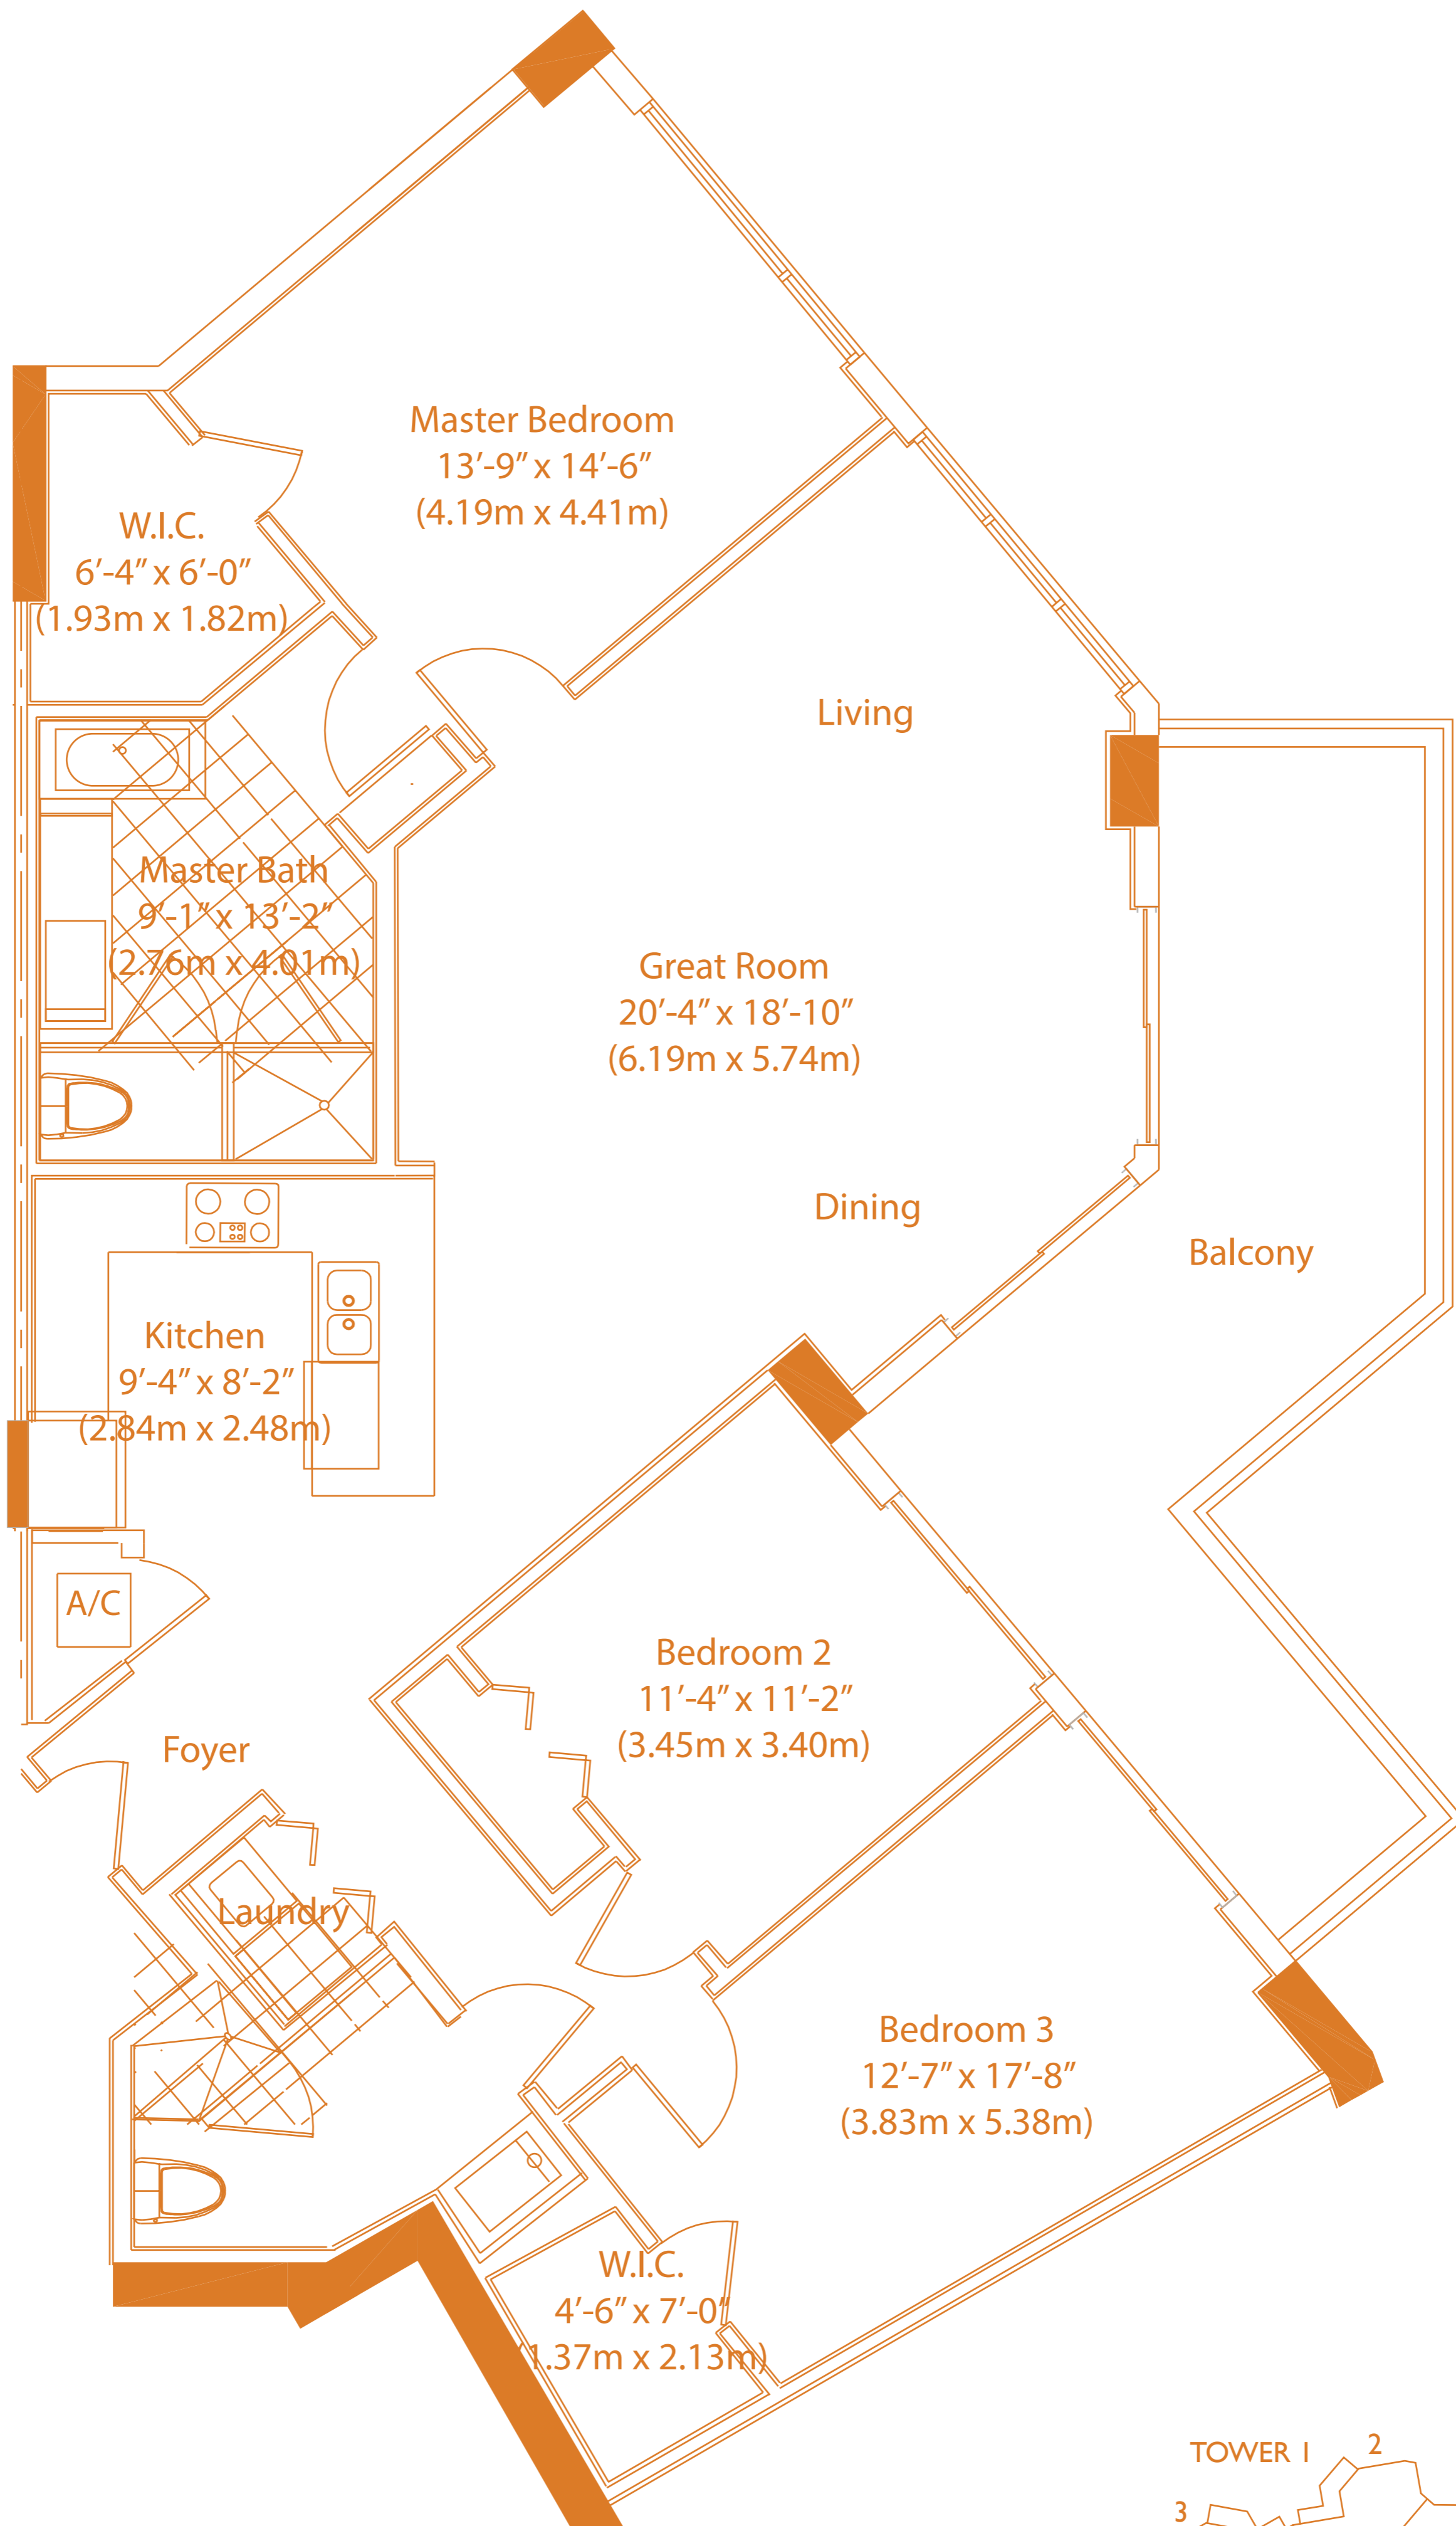 Master Bedroom
13′-9″ x 14′-6″
(4.19m x 4.41m)
W.I.C.
6′-4″ x 6′-0″
(1.93m x 1.82m)
Living
Master Bath
9′-1″ x 13′-2″
(2.76m x 4.01m)
Great Room
20′-4″ x 18′-10″
(6.19m x 5.74m)
Dining
Balcony
Kitchen
9′-4″ x 8′-2″
(2.84m x 2.48m)
A/C
Bedroom 2
11′-4″ x 11′-2″
(3.45m x 3.40m)
Foyer
Laundry
Bedroom 3
12′-7″ x 17′-8″
(3.83m x 5.38m)
W.I.C.
4′-6″ x 7′-0″
(1.37m x 2.13m)
TOWER I
2
3